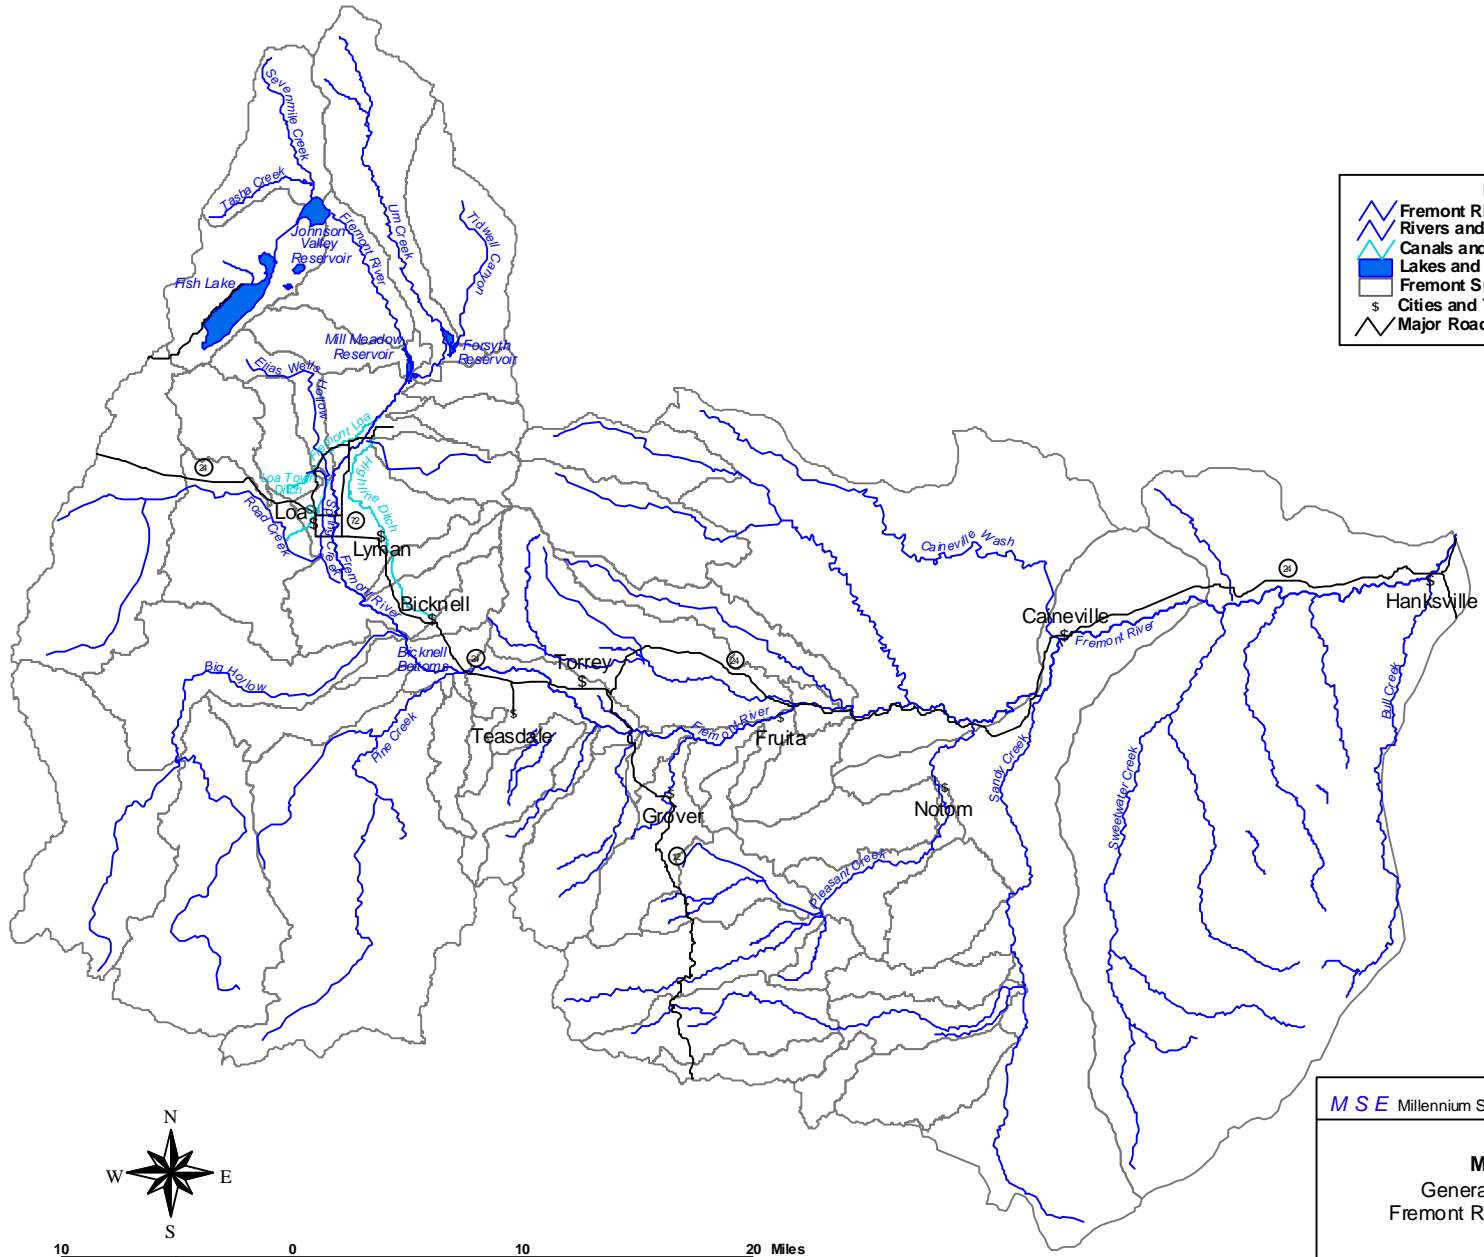 Sevenmile Creek
Tasha Creek
Johnson
Valley
Reservoir
Fremont River
Um Creek
Tidwell Canyon
Fish Lake
Mill Meadow
Reservoir
Forsyth
Reservoir
Elias Wells Hollow
Fremont Loa
Highline Ditch
Loa Town
Ditch
24
72
Loa
Road Creek
Spring Creek
Lyman
Fremont River
Bicknell
Bicknell
Bottoms
Big Hollow
Pine Creek
24
Torrey
24
Teasdale
Fremont River
Fruita
Grover
12
Pleasant Creek
Notom
Caineville Wash
Caineville
Fremont River
24
Hanksville
Sandy Creek
Sweetwater Creek
Bull Creek
Fremont Ri
Rivers and
Canals and
Lakes and
Fremont Su
$ Cities and T
Major Road
N
W E
S
10 0 10 20 Miles
M S E Millennium S
M
Genera
Fremont R